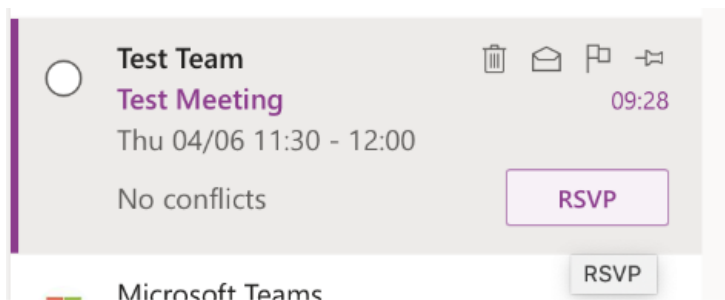 Test Team
Test Meeting
09:28
Thu 04/06 11:30 - 12:00
No conflicts
RSVP
RSVP
Microsoft Teams